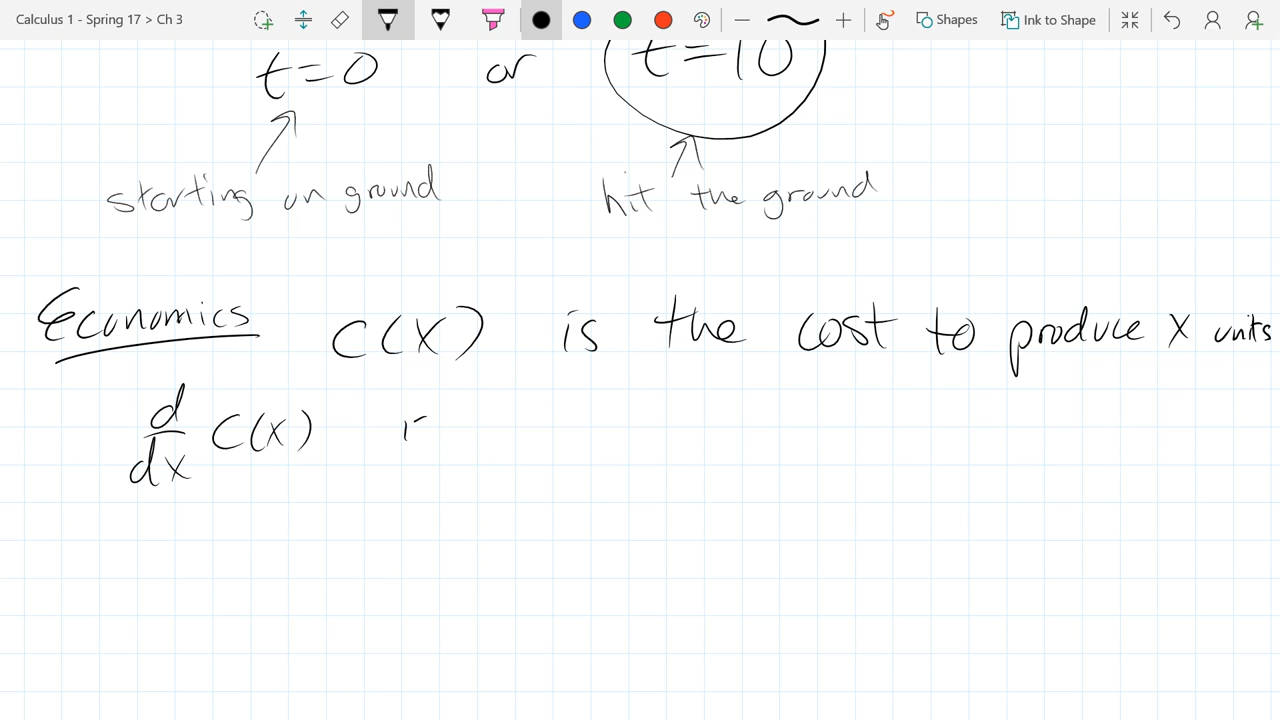 Calculus 1 - Spring 17 > Ch 3 Shapes Ink to Shape
t=0 or t=10
starting on ground hit the ground
Economics C(X) is the cost to produce X units
d/dx C(X)